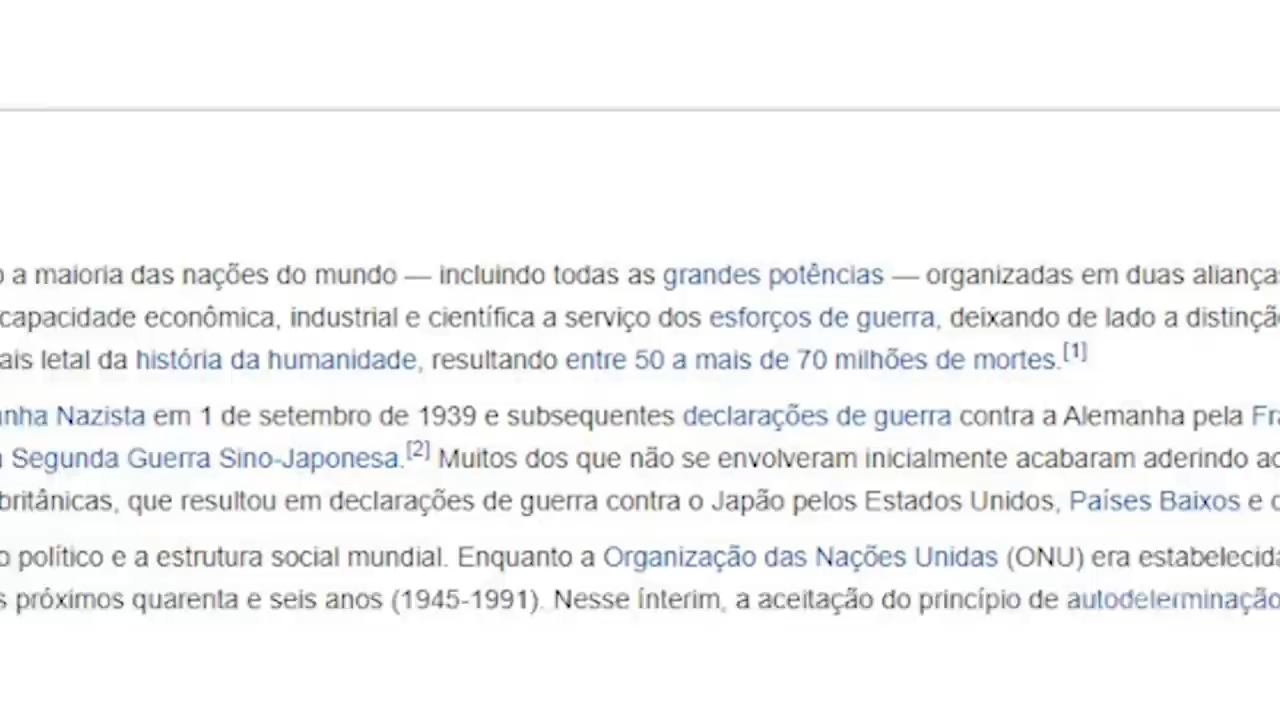 o a maioria das nações do mundo — incluindo todas as grandes potências — organizadas em duas aliança
capacidade econômica, industrial e científica a serviço dos esforços de guerra, deixando de lado a distinçã
ais letal da história da humanidade, resultando entre 50 a mais de 70 milhões de mortes.[1]
nha Nazista em 1 de setembro de 1939 e subsequentes declarações de guerra contra a Alemanha pela Fra
a Segunda Guerra Sino-Japonesa.[2] Muitos dos que não se envolveram inicialmente acabaram aderindo ao
britânicas, que resultou em declarações de guerra contra o Japão pelos Estados Unidos, Países Baixos e o
o político e a estrutura social mundial. Enquanto a Organização das Nações Unidas (ONU) era estabelecida
s próximos quarenta e seis anos (1945-1991). Nesse ínterim, a aceitação do princípio de autodeterminação